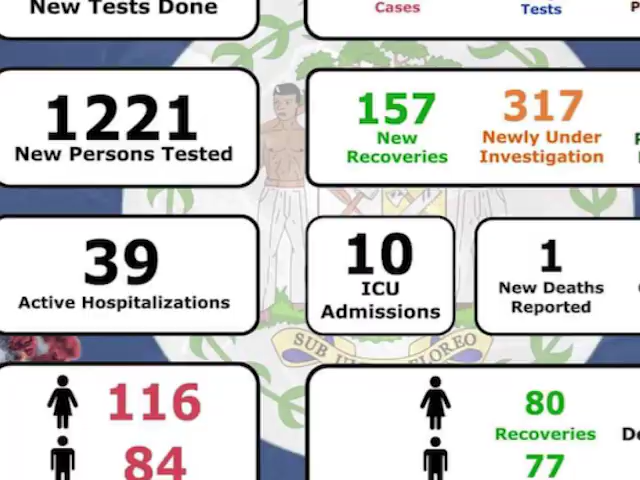 New Tests Done
Cases
Tests
1221
New Persons Tested
157
New
Recoveries
317
Newly Under
Investigation
39
Active Hospitalizations
10
ICU
Admissions
1
New Deaths
Reported
SUB
FLOREO
116
84
80
Recoveries
77